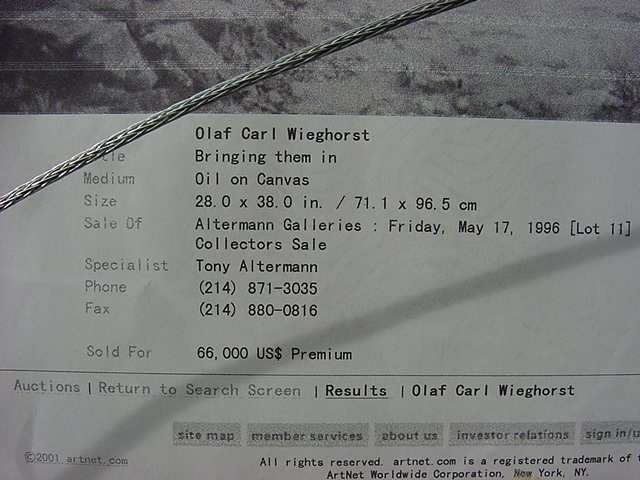 Olaf Carl Wieghorst
Bringing them in
Medium Oil on Canvas
Size 28.0 x 38.0 in. / 71.1 x 96.5 cm
Sale Of Altermann Galleries : Friday, May 17, 1996 [Lot 11]
Collectors Sale
Specialist Tony Altermann
Phone (214) 871-3035
Fax (214) 880-0816
Sold For 66,000 US$ Premium
Auctions | Return to Search Screen | Results | Olaf Carl Wieghorst
site map member services about us investor relations sign in/u
©2001 artnet.com All rights reserved. artnet.com is a registered trademark of
ArtNet Worldwide Corporation, New York, NY.